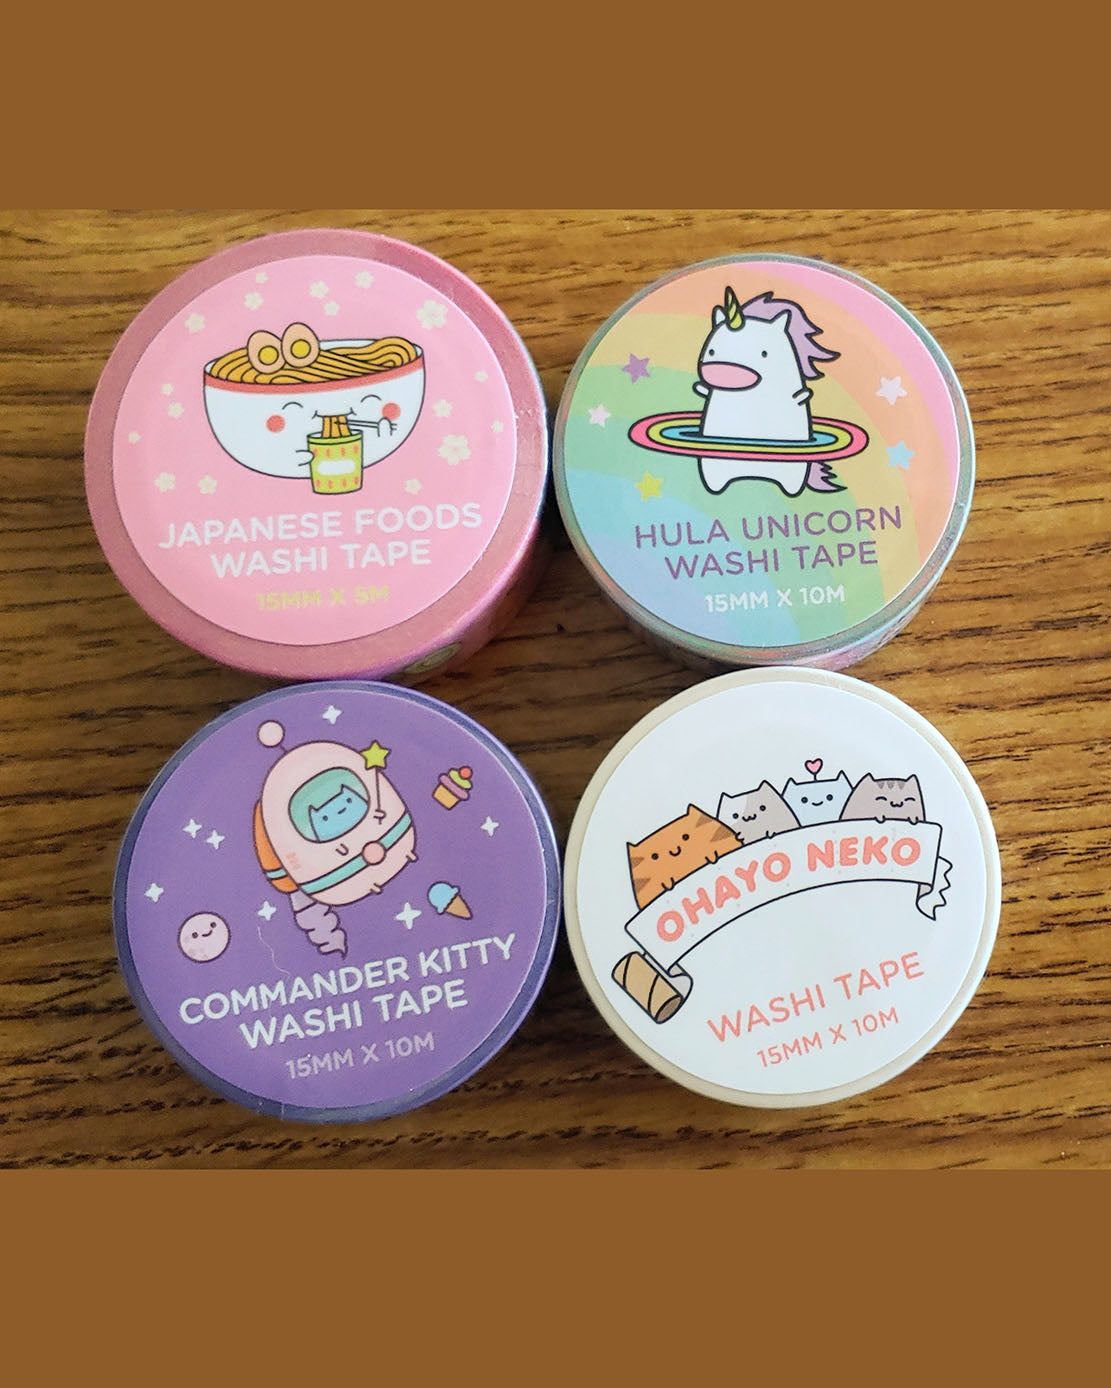 JAPANESE FOODS
WASHI TAPE
15MM X 5M
HULA UNICORN
WASHI TAPE
15MM X 10M
COMMANDER KITTY
WASHI TAPE
15MM X 10M
OHAYO NEKO
WASHI TAPE
15MM X 10M